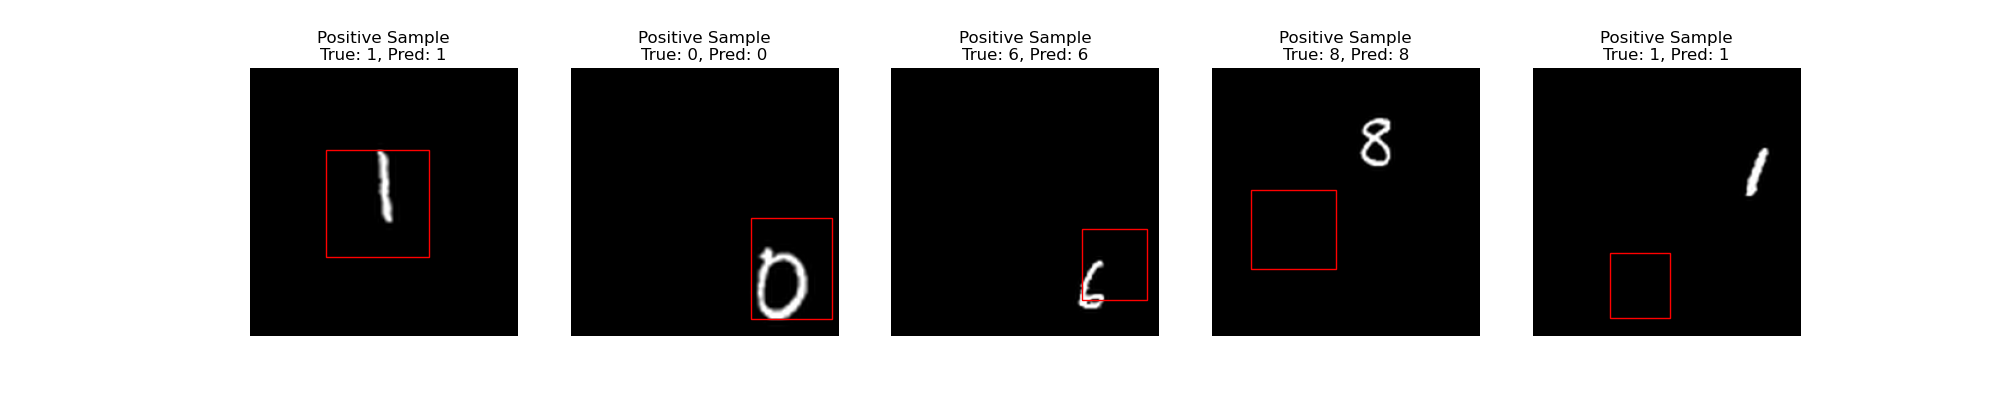 Positive Sample
True: 1, Pred: 1
Positive Sample
True: 0, Pred: 0
Positive Sample
True: 6, Pred: 6
Positive Sample
True: 8, Pred: 8
Positive Sample
True: 1, Pred: 1
1
0
6
8
1